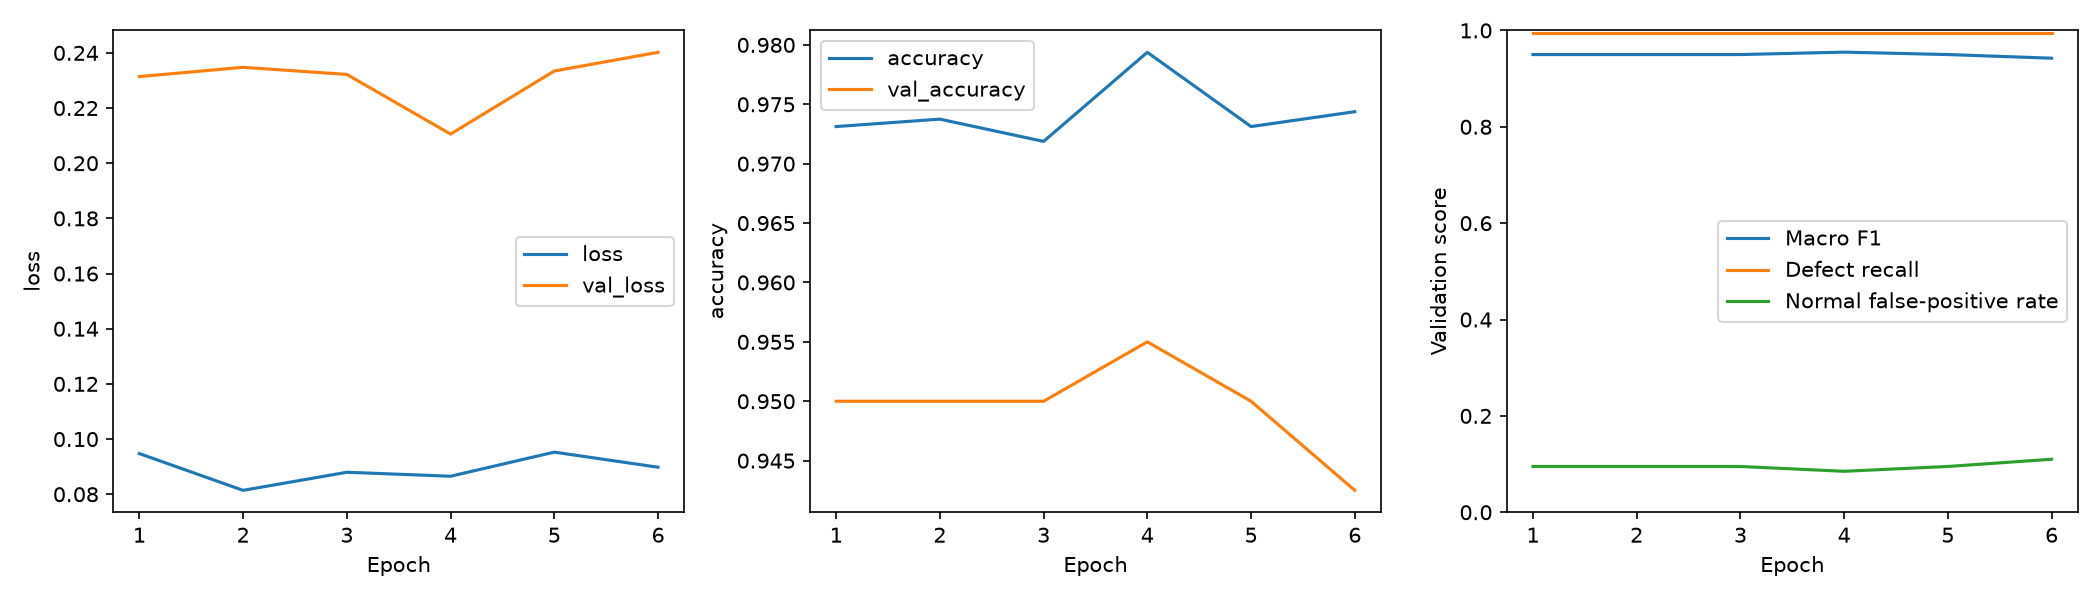 0.24
0.22
0.20
0.18
0.16
0.14
0.12
0.10
0.08
loss
loss
val_loss
1 2 3 4 5 6
Epoch
0.980
0.975
0.970
0.965
0.960
0.955
0.950
0.945
accuracy
accuracy
val_accuracy
1 2 3 4 5 6
Epoch
1.0
0.8
0.6
0.4
0.2
0.0
Validation score
Macro F1
Defect recall
Normal false-positive rate
1 2 3 4 5 6
Epoch